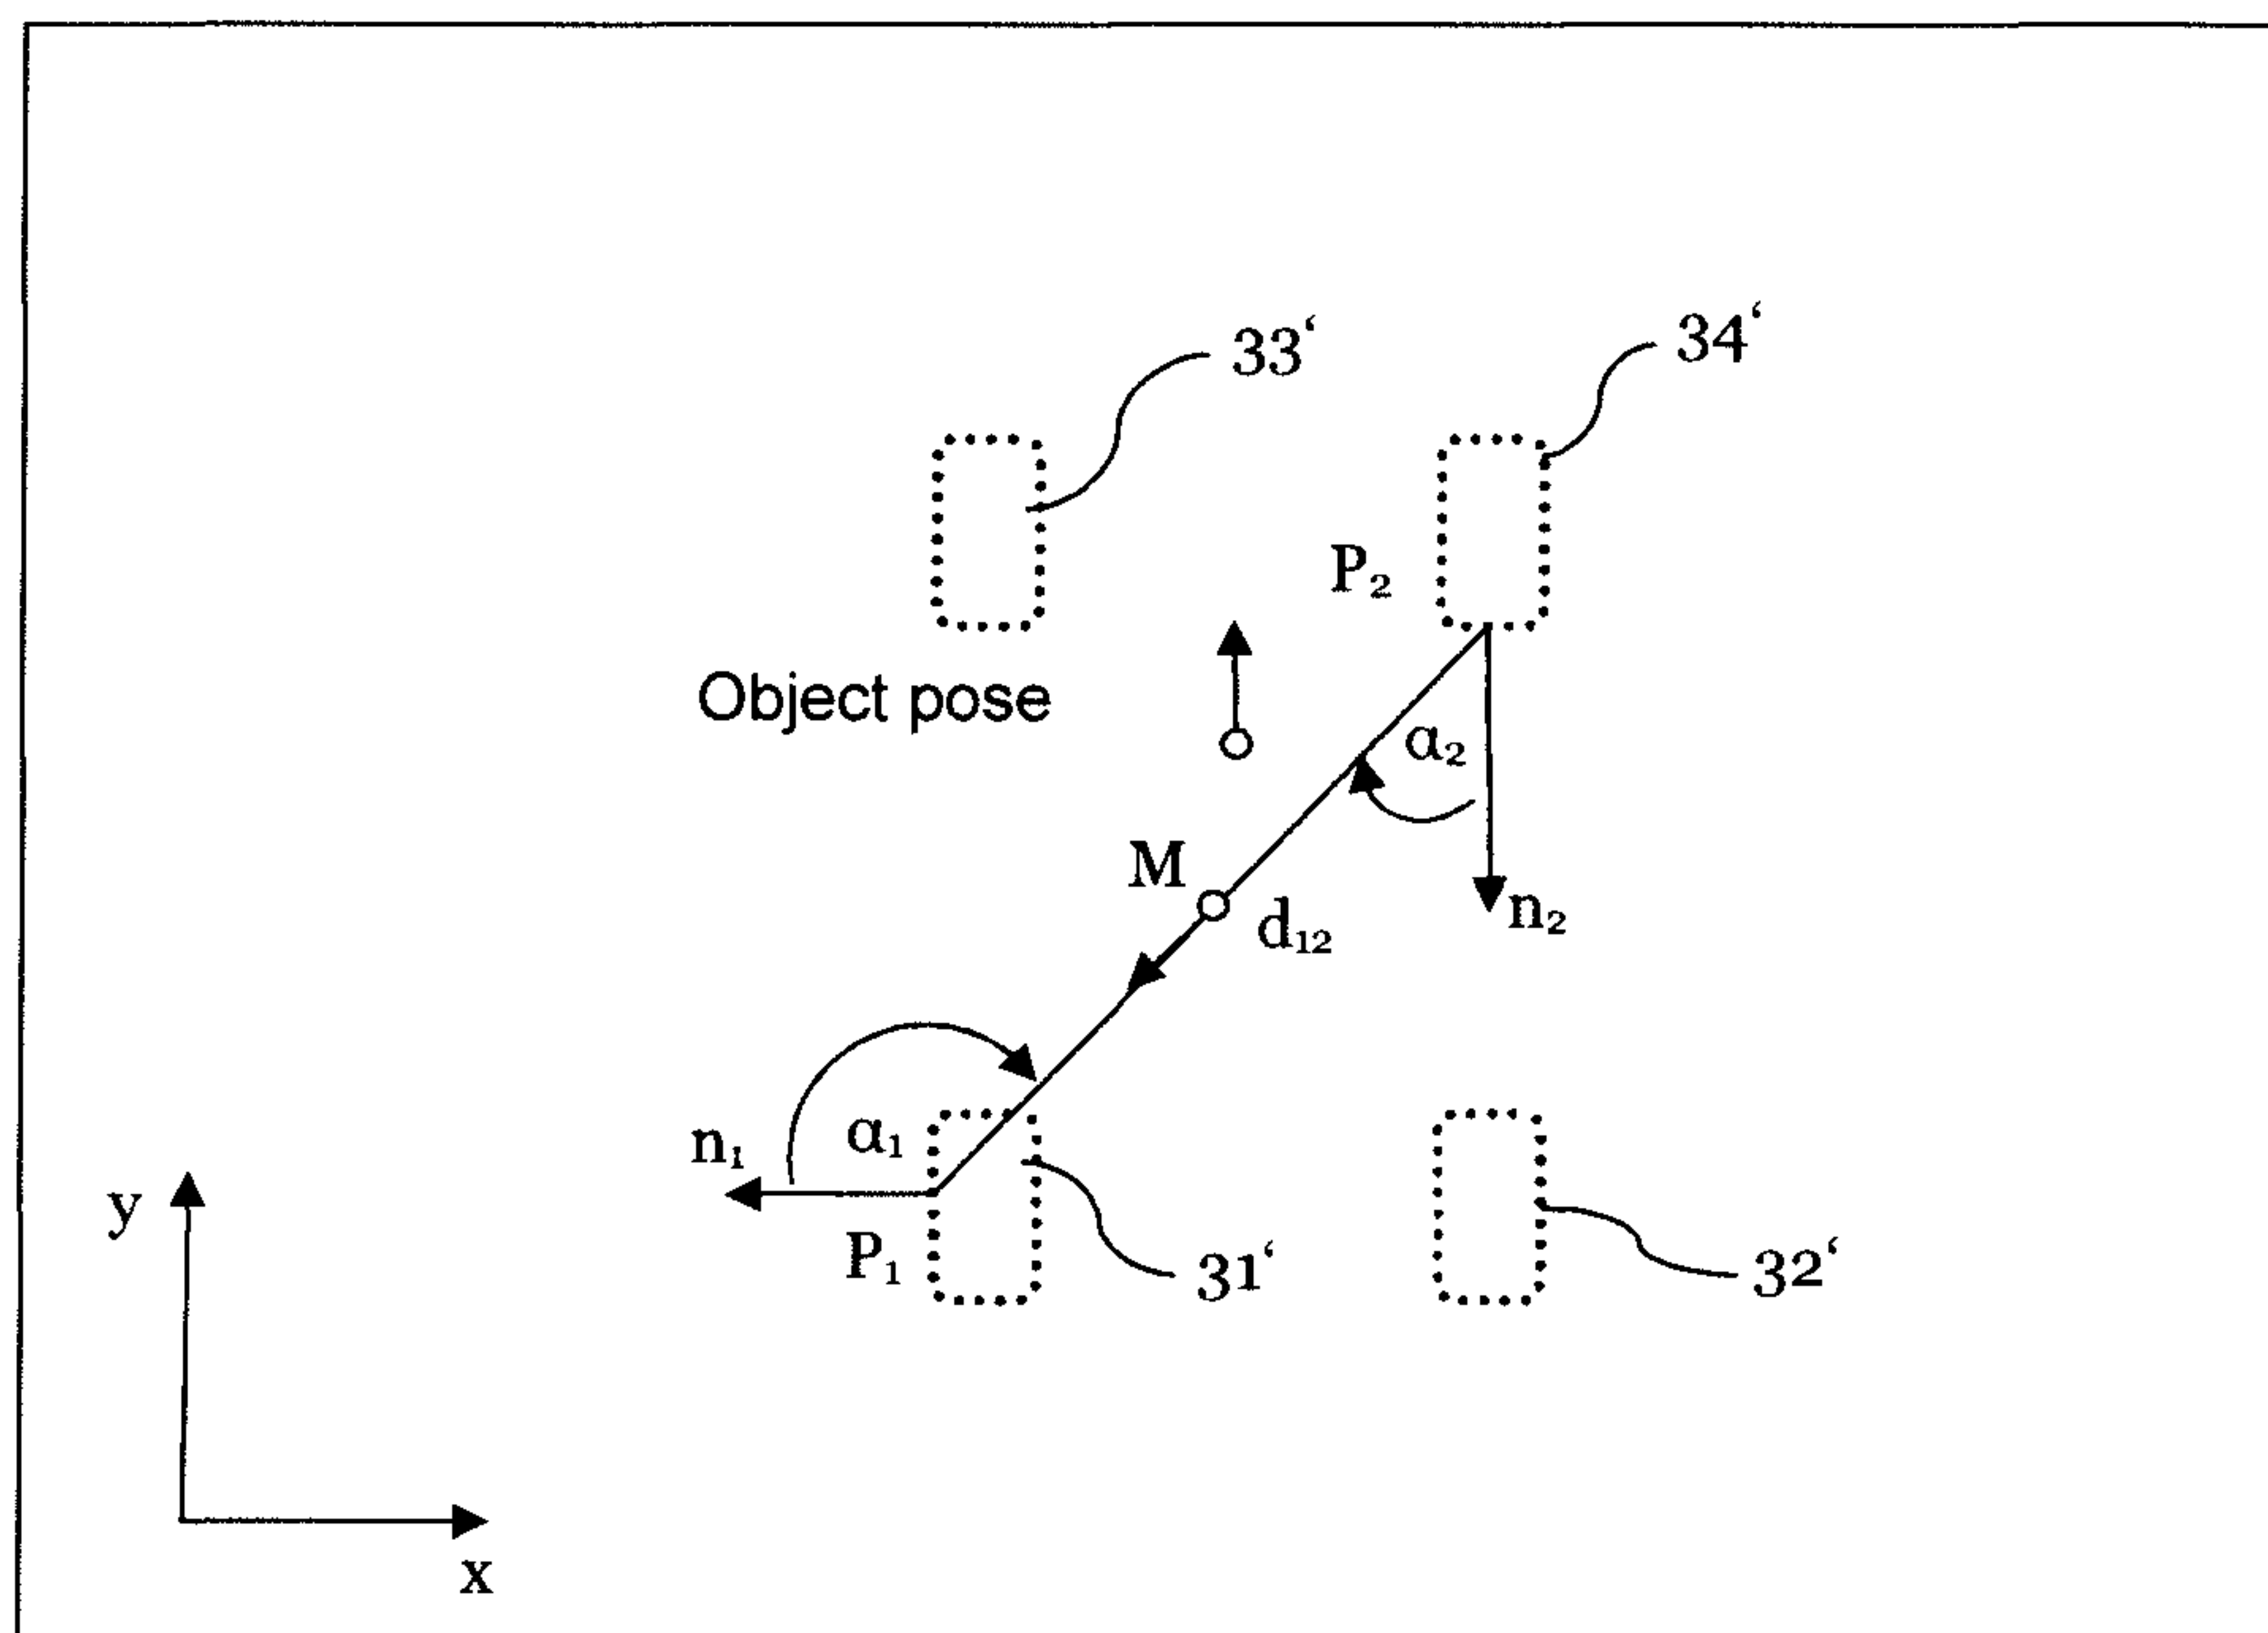 33‘
34‘
P₂
Object pose
α₂
M
d₁₂
n₂
n₁
α₁
P₁
31‘
32‘
y
x